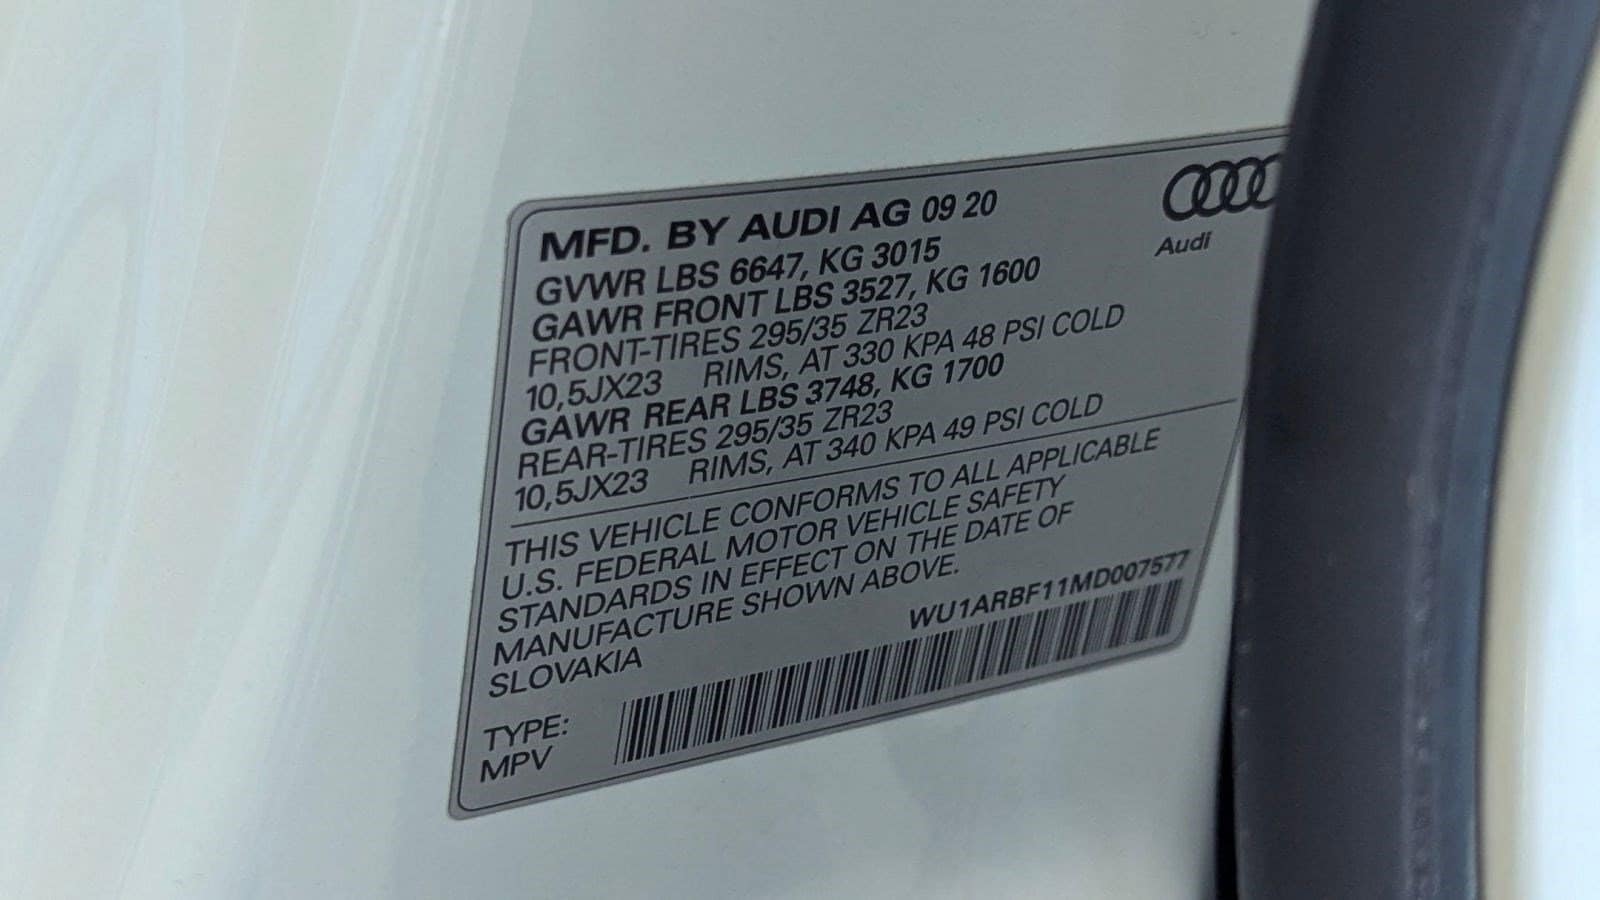 MFD. BY AUDI AG 09 20
GVWR LBS 6647, KG 3015
GAWR FRONT LBS 3527, KG 1600
FRONT-TIRES 295/35 ZR23
10,5JX23 RIMS, AT 330 KPA 48 PSI COLD
GAWR REAR LBS 3748, KG 1700
REAR-TIRES 295/35 ZR23
10,5JX23 RIMS, AT 340 KPA 49 PSI COLD
Audi
THIS VEHICLE CONFORMS TO ALL APPLICABLE
U.S. FEDERAL MOTOR VEHICLE SAFETY
STANDARDS IN EFFECT ON THE DATE OF
MANUFACTURE SHOWN ABOVE.
SLOVAKIA
WU1ARBF11MD007577
TYPE:
MPV